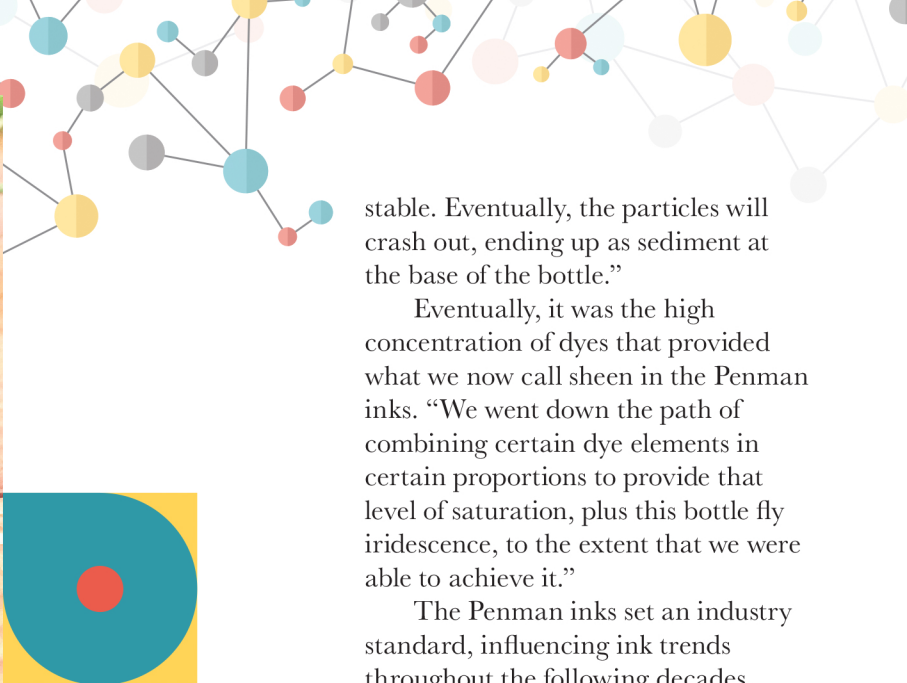 stable. Eventually, the particles will
crash out, ending up as sediment at
the base of the bottle.”
Eventually, it was the high
concentration of dyes that provided
what we now call sheen in the Penman
inks. “We went down the path of
combining certain dye elements in
certain proportions to provide that
level of saturation, plus this bottle fly
iridescence, to the extent that we were
able to achieve it.”
The Penman inks set an industry
standard, influencing ink trends
throughout the following decades